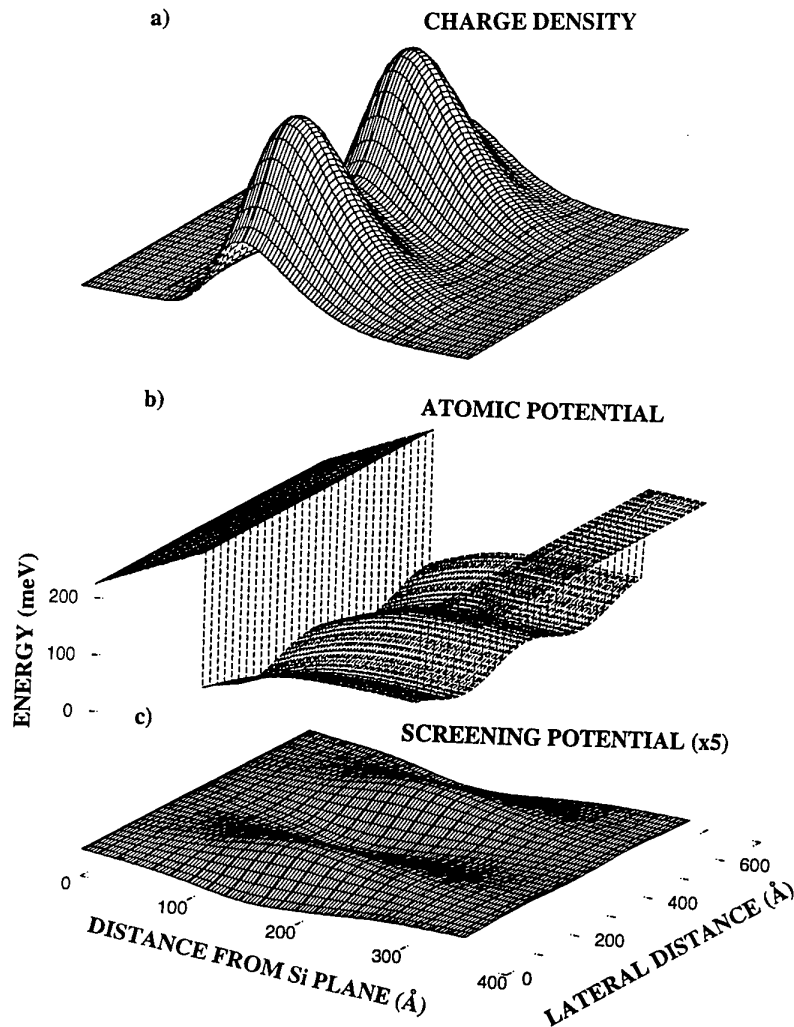 a)
CHARGE DENSITY
b)
ATOMIC POTENTIAL
ENERGY (meV)
200
100
0
c)
SCREENING POTENTIAL (x5)
0
100
200
300
400
DISTANCE FROM Si PLANE (Å)
0
200
400
600
LATERAL DISTANCE (Å)